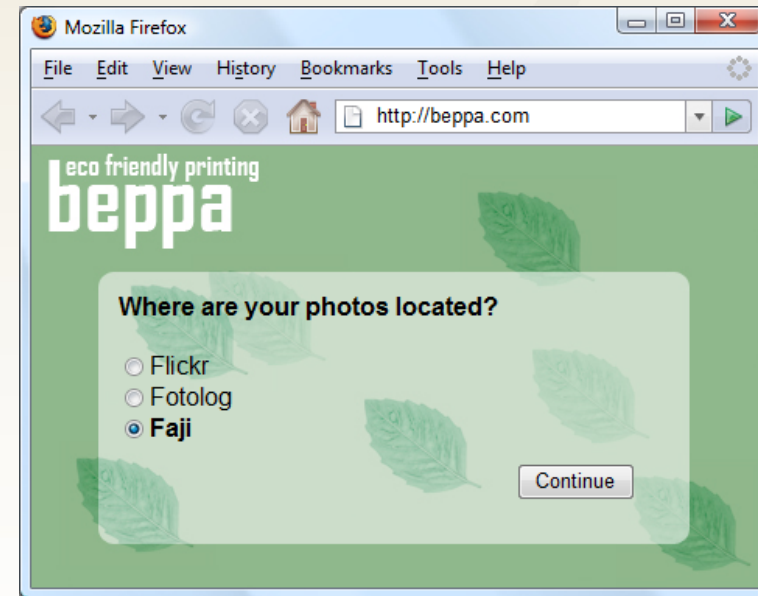 Mozilla Firefox
File Edit View History Bookmarks Tools Help
http://beppa.com
eco friendly printing
beppa
Where are your photos located?
Flickr
Fotolog
Faji
Continue